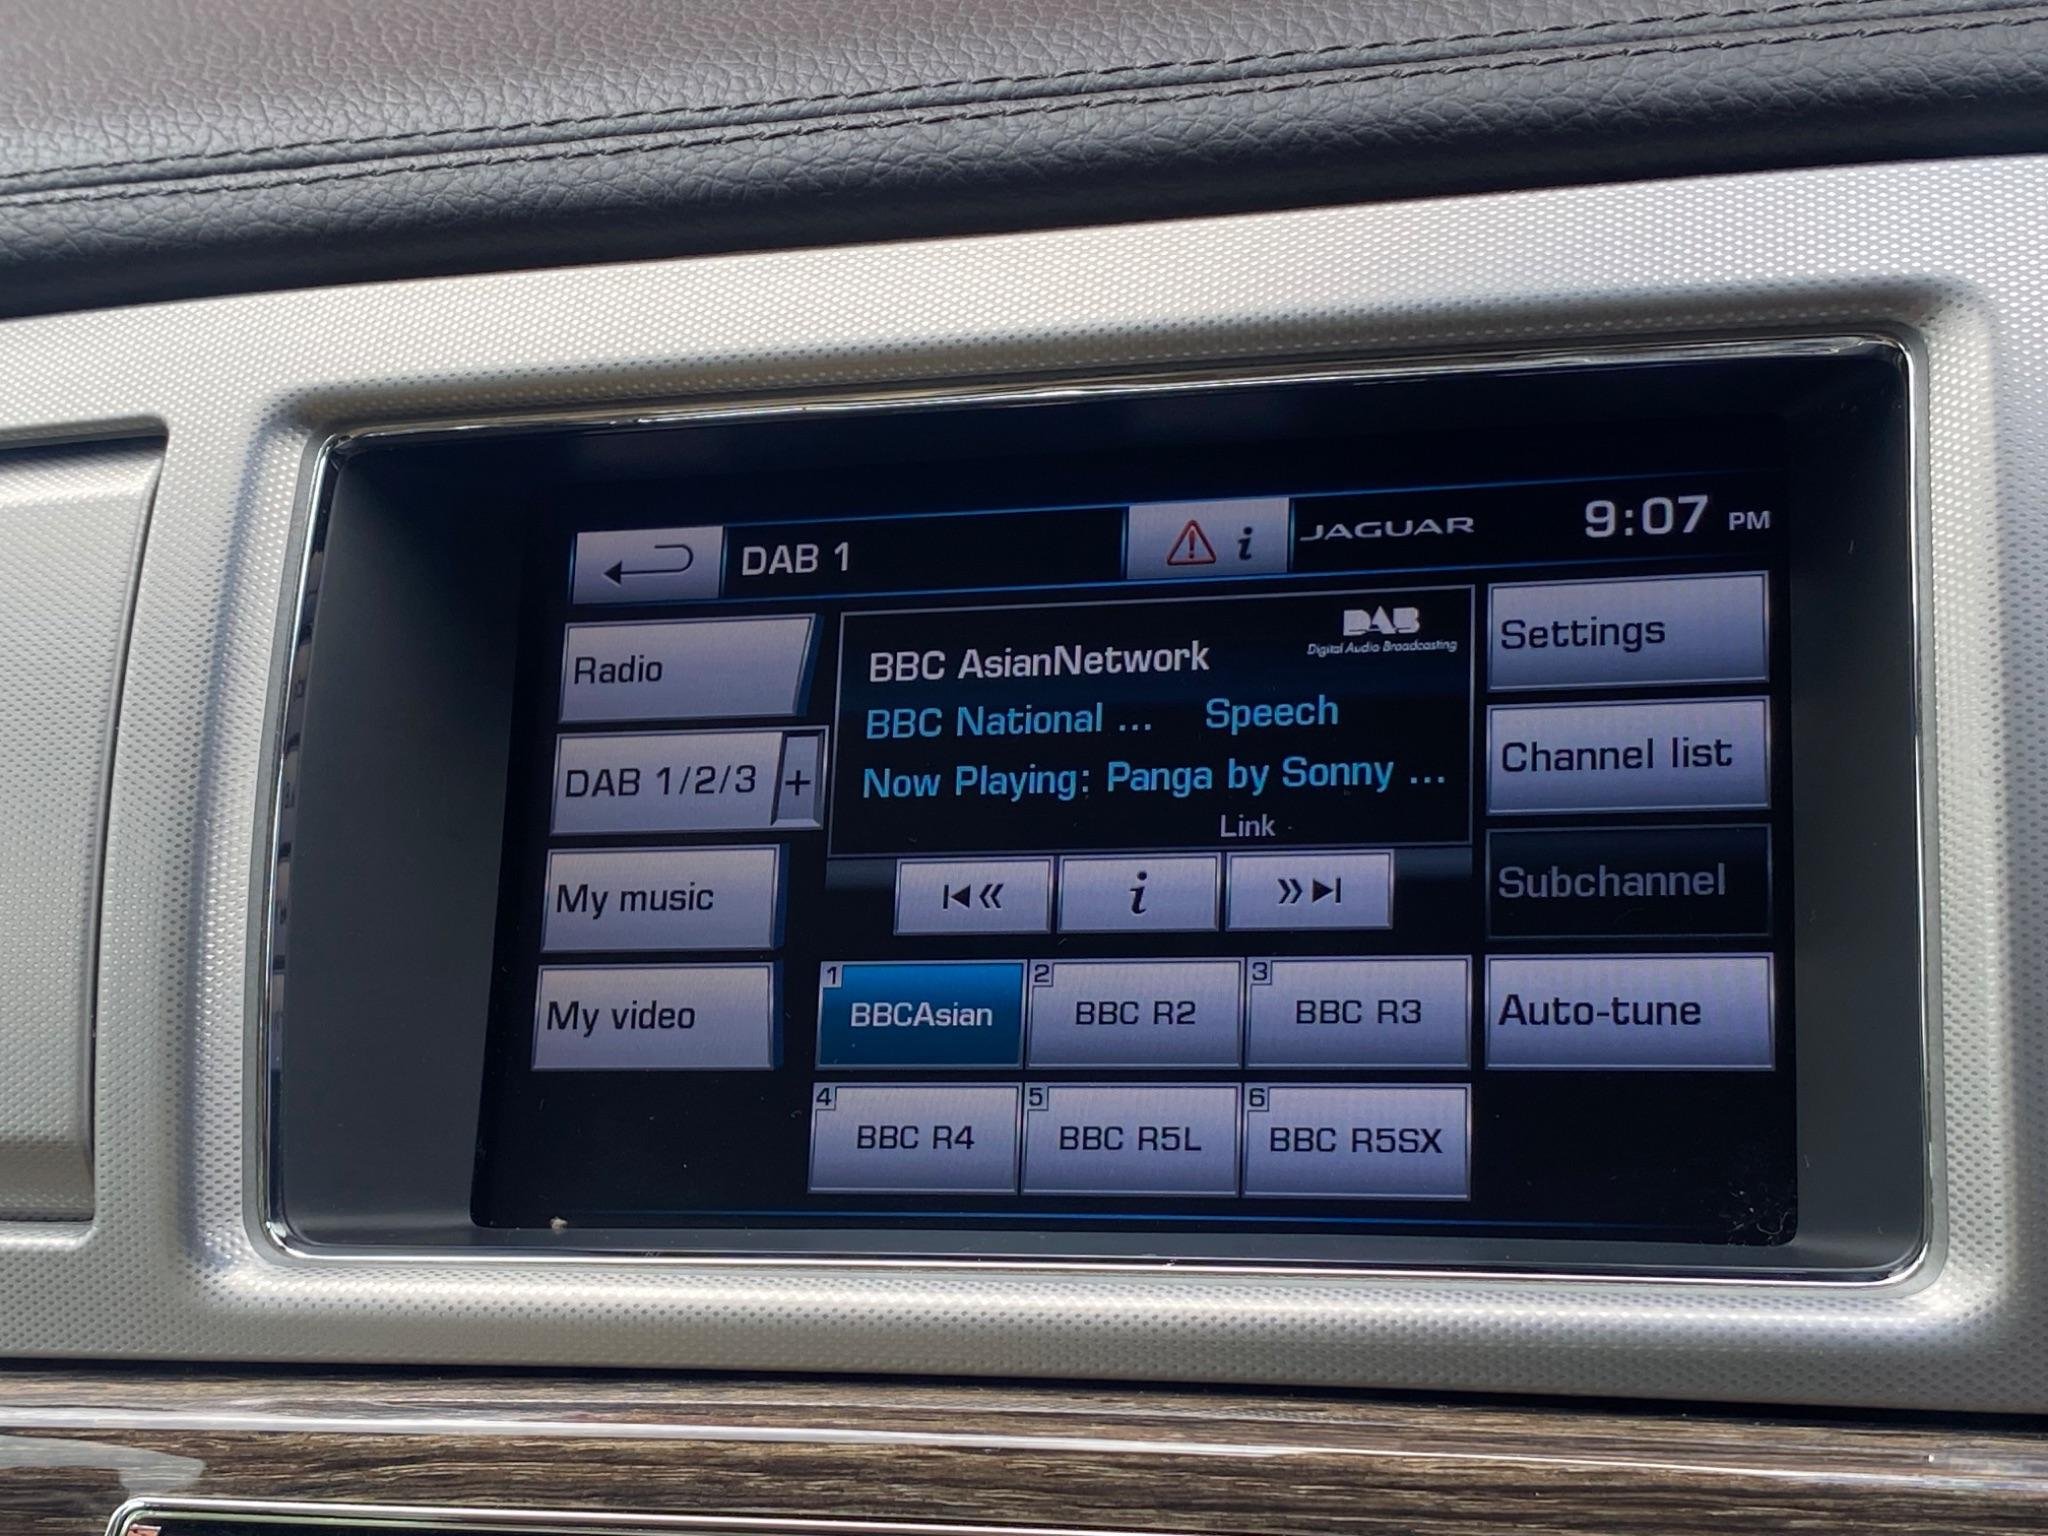 DAB 1
i
JAGUAR
9:07 PM
Radio
DAB 1/2/3 +
My music
My video
BBC AsianNetwork
DAB
Digital Audio Broadcasting
BBC National ... Speech
Now Playing: Panga by Sonny ...
Link
i
1 BBCAsian
2 BBC R2
3 BBC R3
4 BBC R4
5 BBC R5L
6 BBC R5SX
Settings
Channel list
Subchannel
Auto-tune